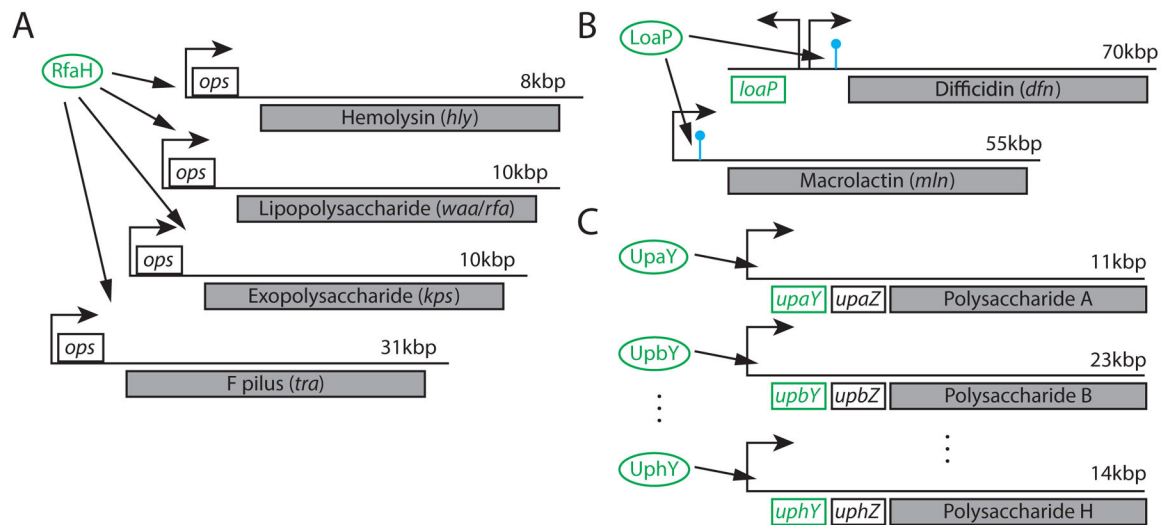 A
RfaH
ops
8kbp
Hemolysin (hly)
ops
10kbp
Lipopolysaccharide (waa/rfa)
ops
10kbp
Exopolysaccharide (kps)
ops
31kbp
F pilus (tra)
B
LoaP
70kbp
loaP
Difficidin (dfn)
55kbp
Macrolactin (mln)
C
UpaY
11kbp
upaY upaZ Polysaccharide A
UpbY
23kbp
upbY upbZ Polysaccharide B
UphY
14kbp
uphY uphZ Polysaccharide H